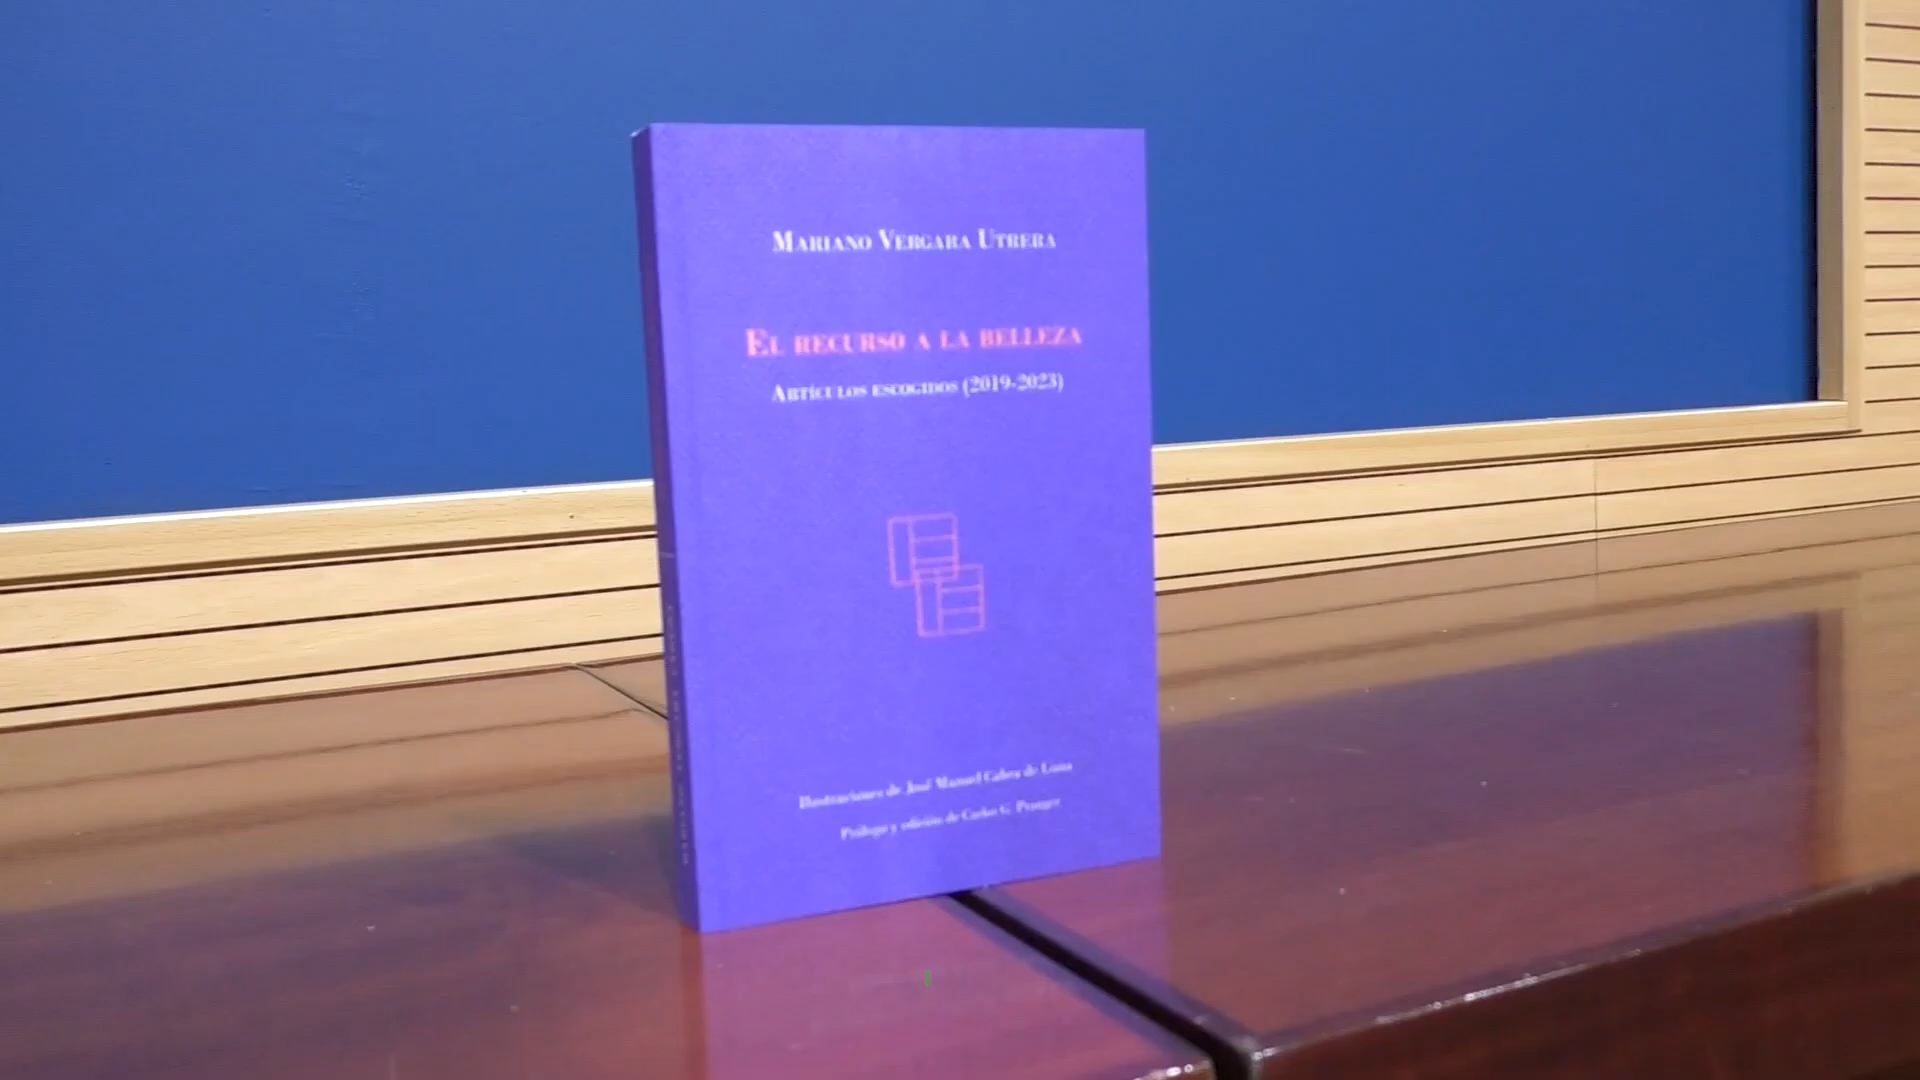 MARIANO VERGARA UTRERA
EL RECURSO A LA BELLEZA
ARTÍCULOS ESCOGIDOS (2019-2023)
Ilustraciones de José Manuel Cabra de Luna
Prólogo y edición de Carlos G. Pranger